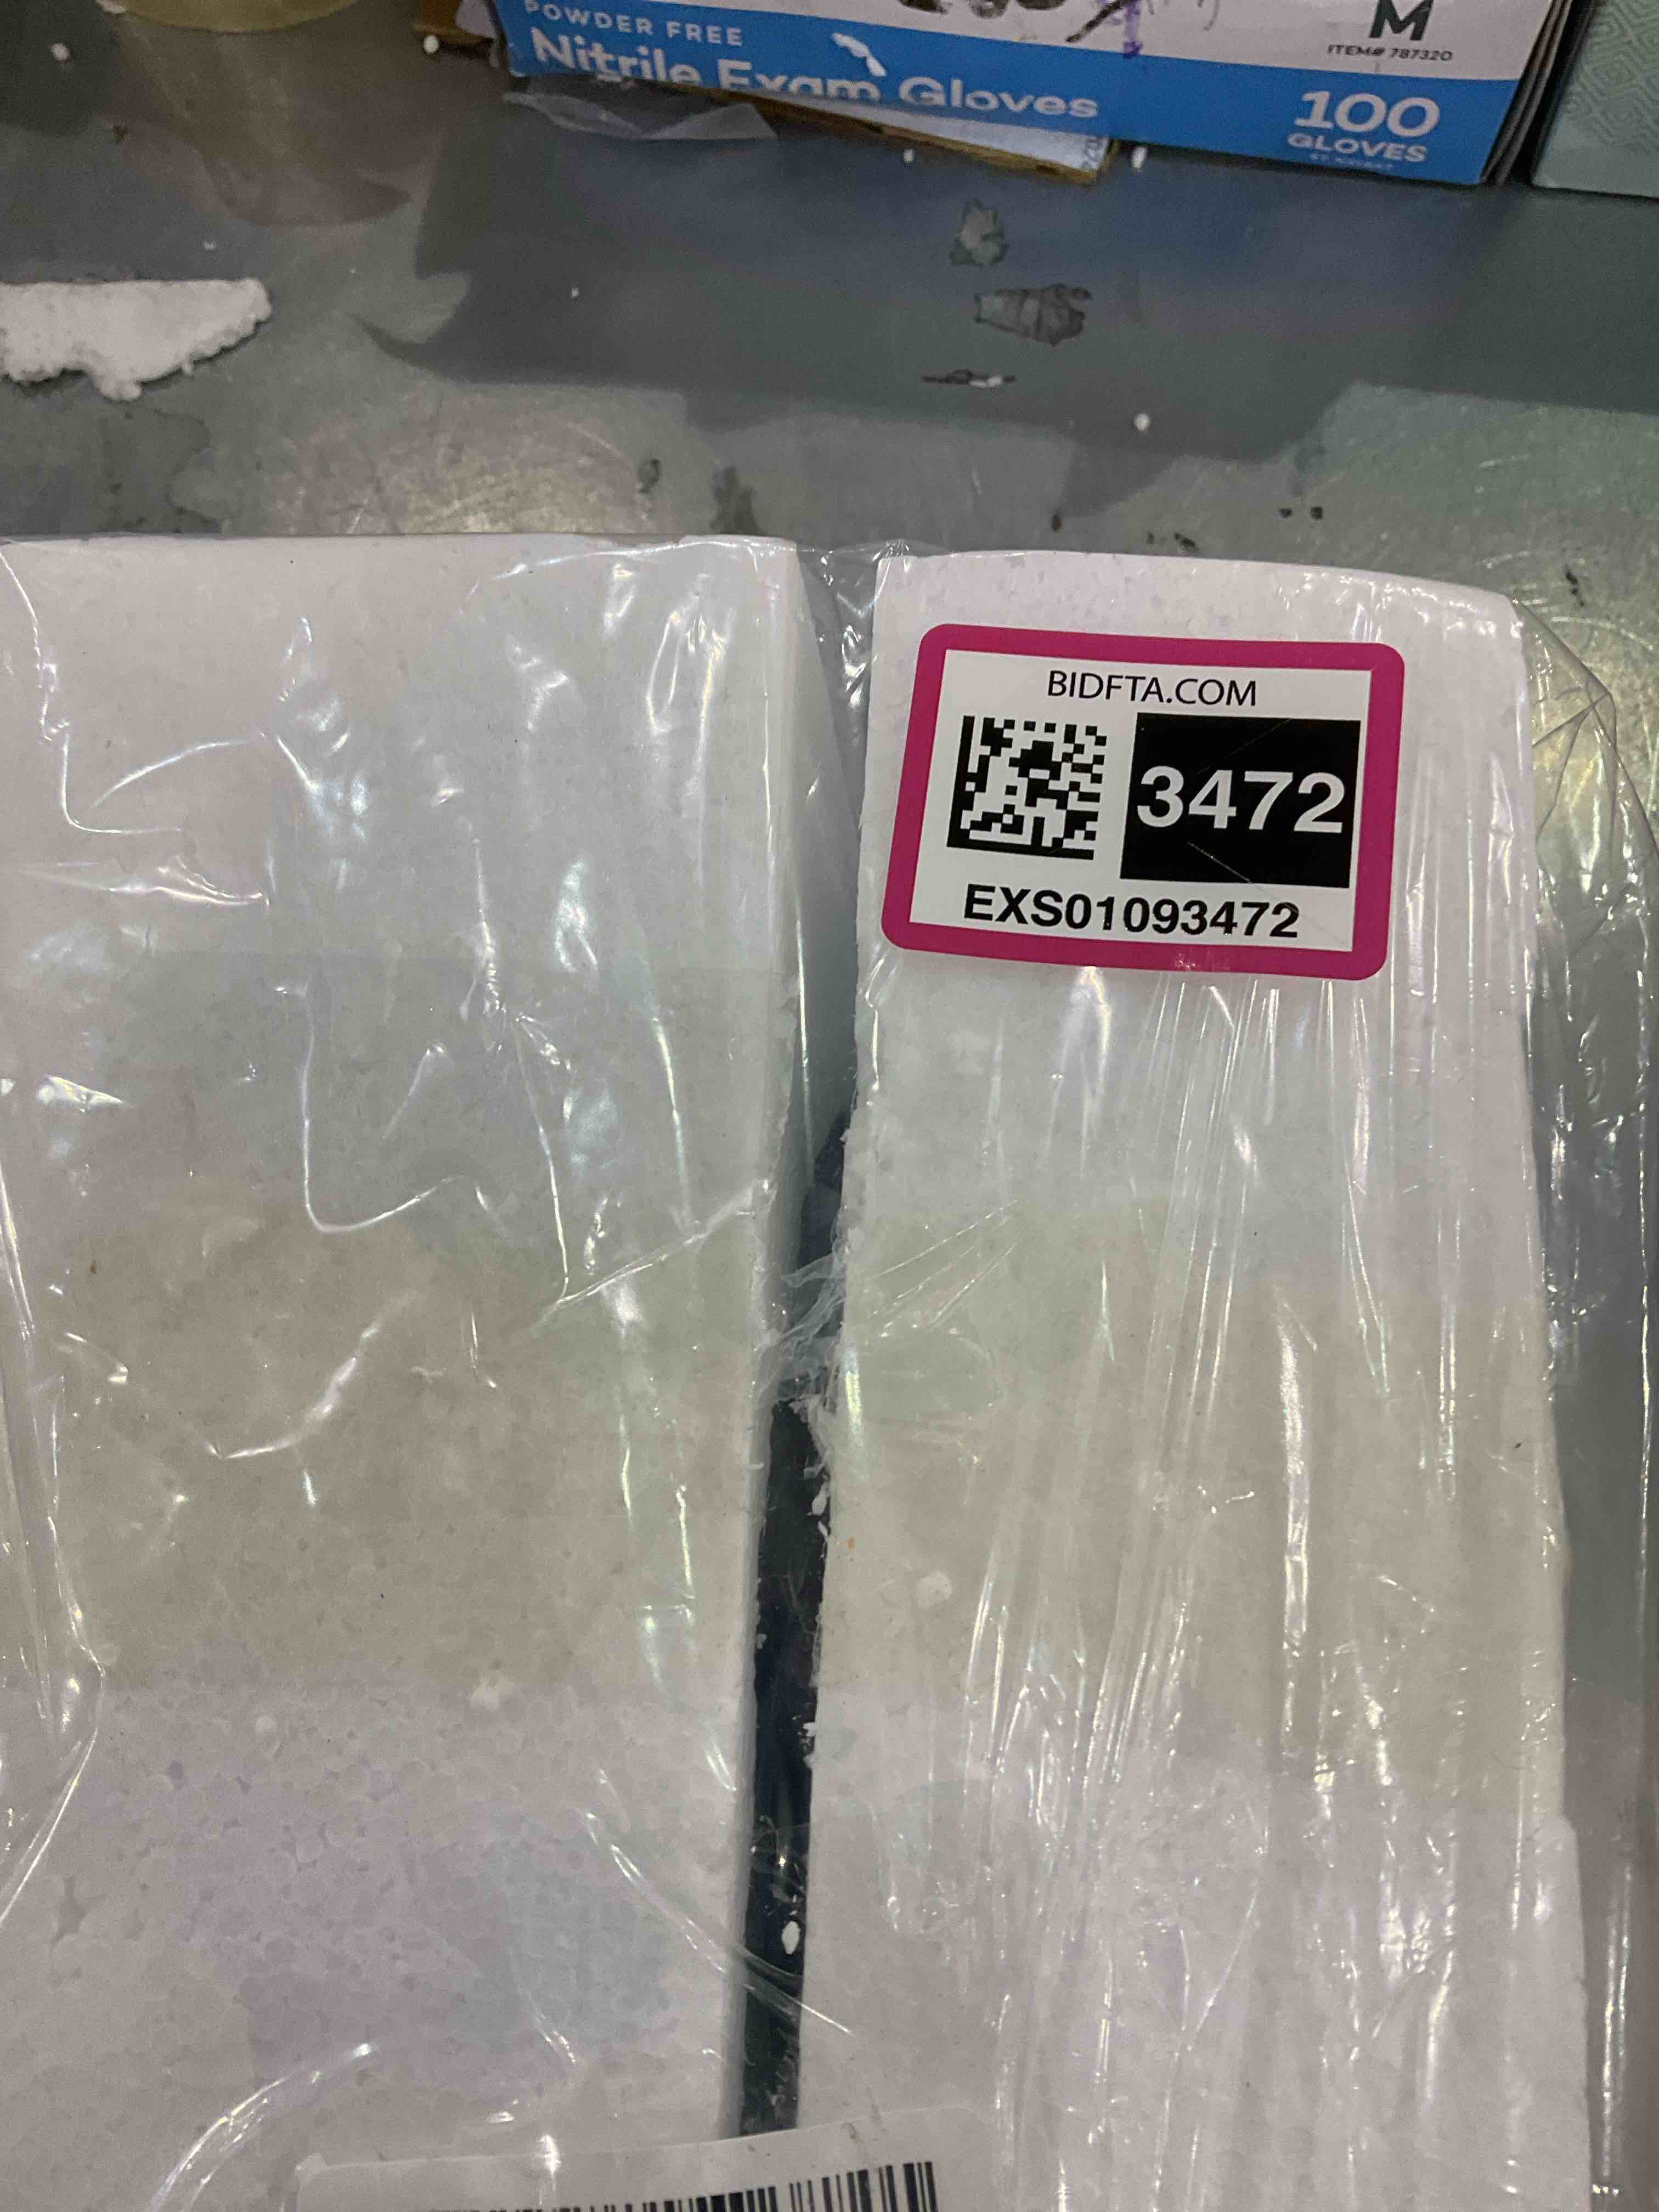 POWDER FREE
Nitrile Exam Gloves
M
ITEM# 787320
100
GLOVES
BIDFTA.COM
3472
EXS01093472